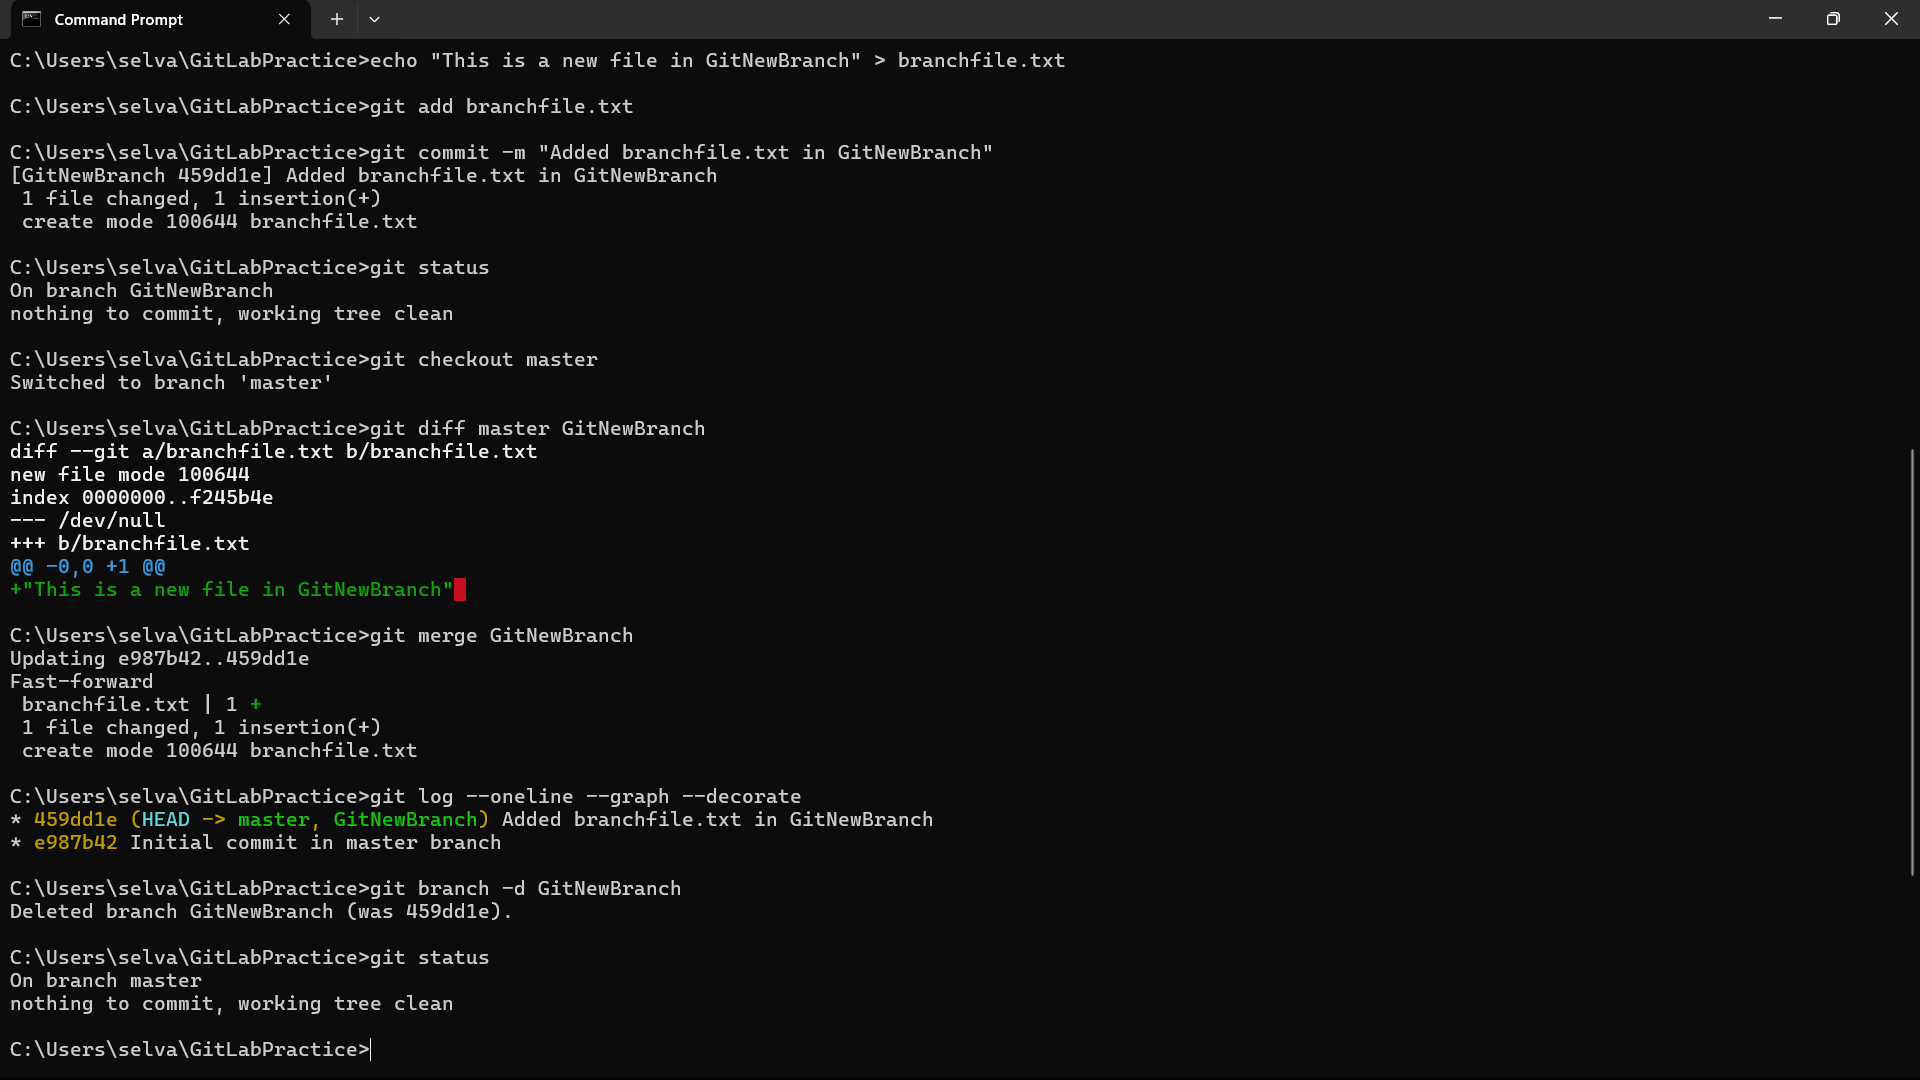 Command Prompt
C:\Users\selva\GitLabPractice>echo "This is a new file in GitNewBranch" > branchfile.txt
C:\Users\selva\GitLabPractice>git add branchfile.txt
C:\Users\selva\GitLabPractice>git commit -m "Added branchfile.txt in GitNewBranch"
[GitNewBranch 459dd1e] Added branchfile.txt in GitNewBranch
 1 file changed, 1 insertion(+)
 create mode 100644 branchfile.txt
C:\Users\selva\GitLabPractice>git status
On branch GitNewBranch
nothing to commit, working tree clean
C:\Users\selva\GitLabPractice>git checkout master
Switched to branch 'master'
C:\Users\selva\GitLabPractice>git diff master GitNewBranch
diff --git a/branchfile.txt b/branchfile.txt
new file mode 100644
index 0000000..f245b4e
--- /dev/null
+++ b/branchfile.txt
@@ -0,0 +1 @@
+"This is a new file in GitNewBranch"
C:\Users\selva\GitLabPractice>git merge GitNewBranch
Updating e987b42..459dd1e
Fast-forward
 branchfile.txt | 1 +
 1 file changed, 1 insertion(+)
 create mode 100644 branchfile.txt
C:\Users\selva\GitLabPractice>git log --oneline --graph --decorate
* 459dd1e (HEAD -> master, GitNewBranch) Added branchfile.txt in GitNewBranch
* e987b42 Initial commit in master branch
C:\Users\selva\GitLabPractice>git branch -d GitNewBranch
Deleted branch GitNewBranch (was 459dd1e).
C:\Users\selva\GitLabPractice>git status
On branch master
nothing to commit, working tree clean
C:\Users\selva\GitLabPractice>